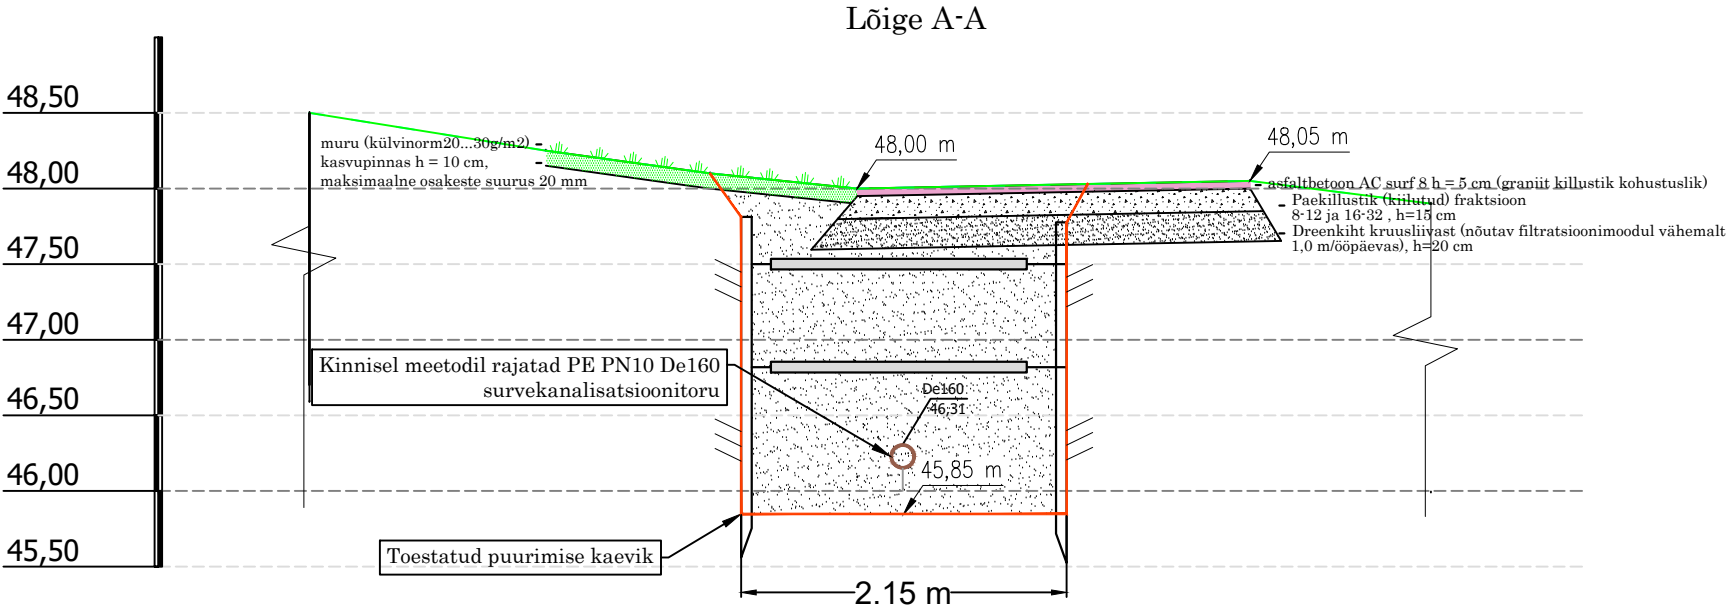 Lõige A-A
48,50
48,00
47,50
47,00
46,50
46,00
45,50
muru (külvinorm20...30g/m2)
kasvupinnas h = 10 cm,
maksimaalne osakeste suurus 20 mm
48,00 m
48,05 m
asfaltbetoon AC surf 8 h = 5 cm (graniit killustik kohustuslik)
Paekillustik (kiilutud) fraktsioon
8-12 ja 16-32 , h=15 cm
Dreenkiht kruusliivast (nõutav filtratsioonimoodul vähemalt
1,0 m/ööpäevas), h=20 cm
Kinnisel meetodil rajatad PE PN10 De160
survekanalisatsioonitoru
De160
46,31
45,85 m
Toestatud puurimise kaevik
2.15 m